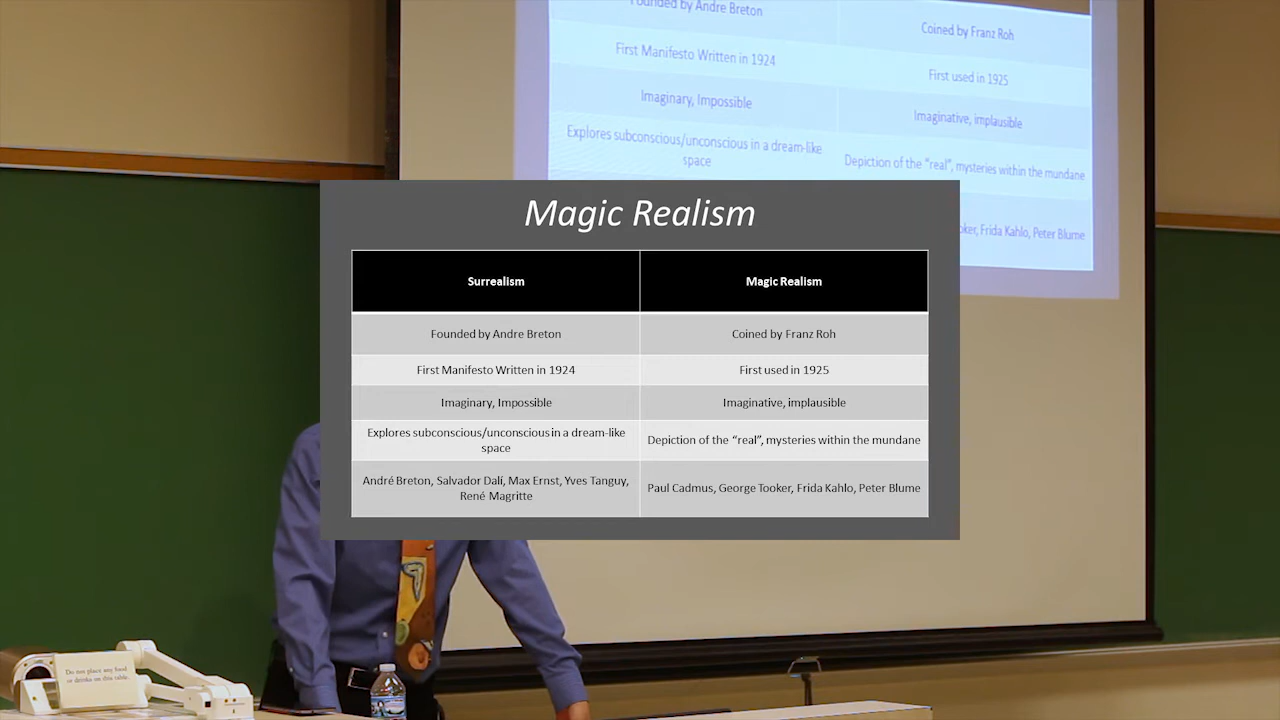 Founded by Andre Breton
Coined by Franz Roh
First Manifesto Written in 1924
First used in 1925
Imaginary, Impossible
Imaginative, implausible
Explores subconscious/unconscious in a dream-like
space
Depiction of the “real”, mysteries within the mundane
Frida Kahlo, Peter Blume
Magic Realism
Surrealism
Magic Realism
Founded by Andre Breton
Coined by Franz Roh
First Manifesto Written in 1924
First used in 1925
Imaginary, Impossible
Imaginative, implausible
Explores subconscious/unconscious in a dream-like
space
Depiction of the “real”, mysteries within the mundane
André Breton, Salvador Dalí, Max Ernst, Yves Tanguy,
René Magritte
Paul Cadmus, George Tooker, Frida Kahlo, Peter Blume
Do not place any food
or drinks on this table.